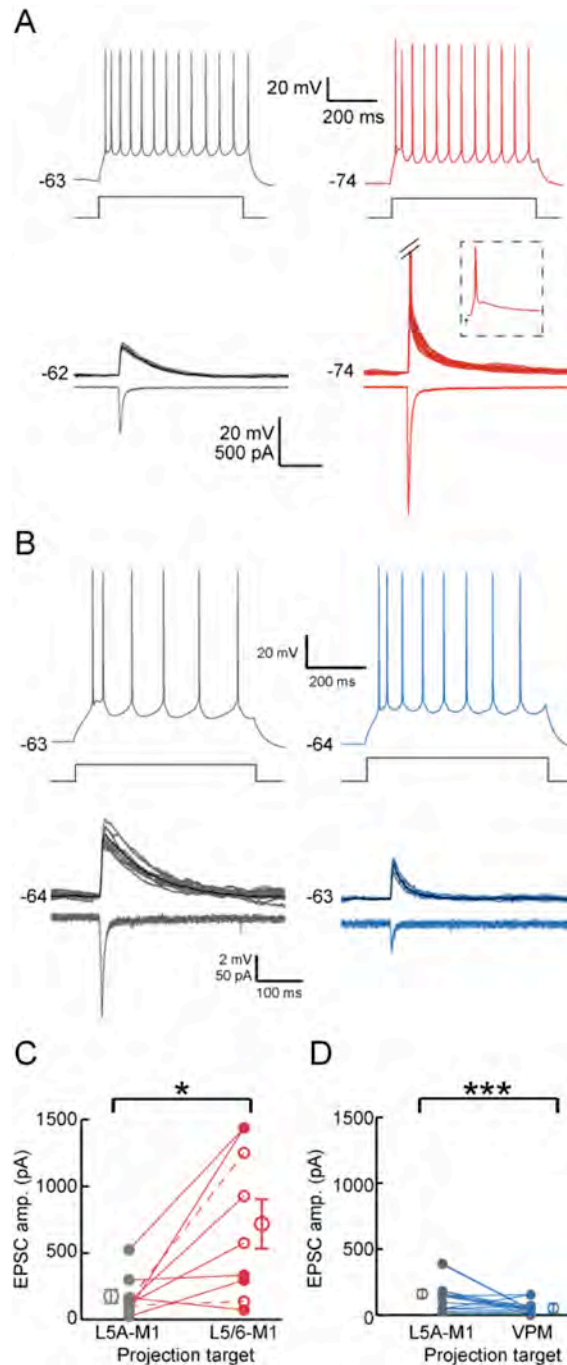 A
20 mV
200 ms
-63
-74
-62
-74
20 mV
500 pA
B
20 mV
200 ms
-63
-64
-64
-63
2 mV
50 pA
100 ms
C
*
1500
1000
500
0
EPSC amp. (pA)
L5A-M1
L5/6-M1
Projection target
D
***
1500
1000
500
0
EPSC amp. (pA)
L5A-M1
VPM
Projection target